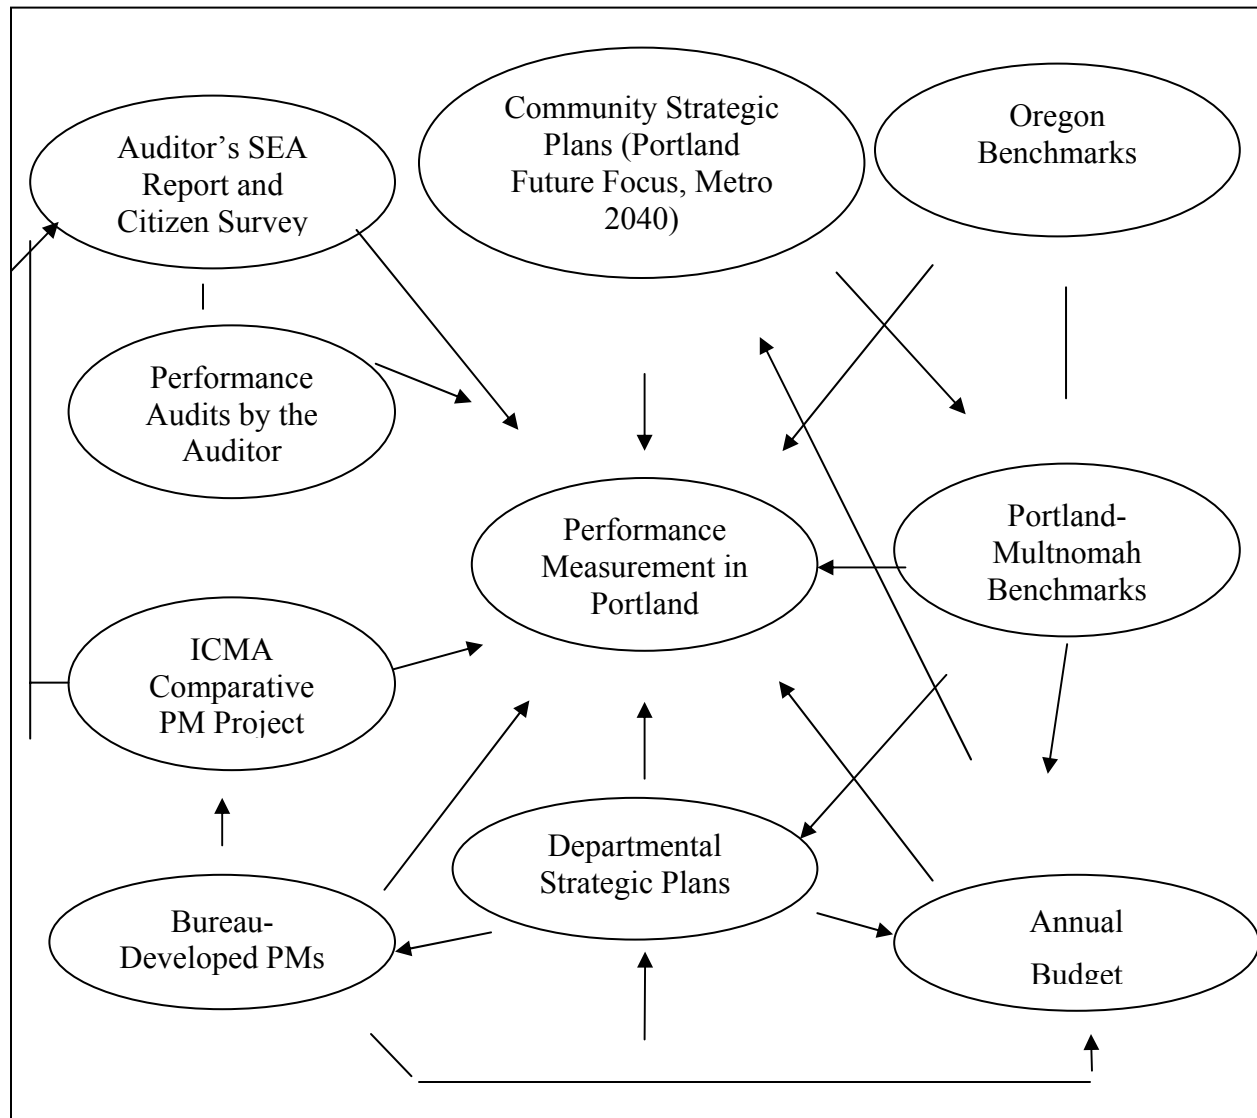 Auditor’s SEA
Report and
Citizen Survey
Community Strategic
Plans (Portland
Future Focus, Metro
2040)
Oregon
Benchmarks
Performance
Audits by the
Auditor
Performance
Measurement in
Portland
Portland-
Multnomah
Benchmarks
ICMA
Comparative
PM Project
Departmental
Strategic Plans
Bureau-
Developed PMs
Annual
Budget